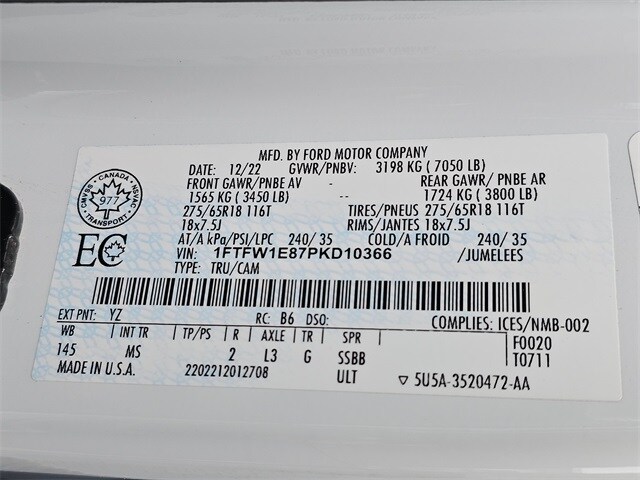 MFD. BY FORD MOTOR COMPANY
DATE: 12/22 GVWR/PNBV: 3198 KG ( 7050 LB)
FRONT GAWR/PNBE AV - REAR GAWR/ PNBE AR
1565 KG ( 3450 LB) -- 1724 KG ( 3800 LB)
275/65R18 116T TIRES/PNEUS 275/65R18 116T
18x7.5J RIMS/JANTES 18x7.5J
AT/A kPa/PSI/LPC 240/ 35 COLD/A FROID 240/ 35
VIN: 1FTFW1E87PKD10366 /JUMELEES
TYPE: TRU/CAM
CANADA
CMVSS NSVAC
977
TRANSPORT
EC
EXT PNT: YZ RC: B6 DSO: COMPLIES: ICES/NMB-002
WB INT TR TP/PS R AXLE TR SPR F0020
145 MS 2 L3 G SSBB T0711
MADE IN U.S.A. 2202212012708 ULT ▽ 5U5A-3520472-AA